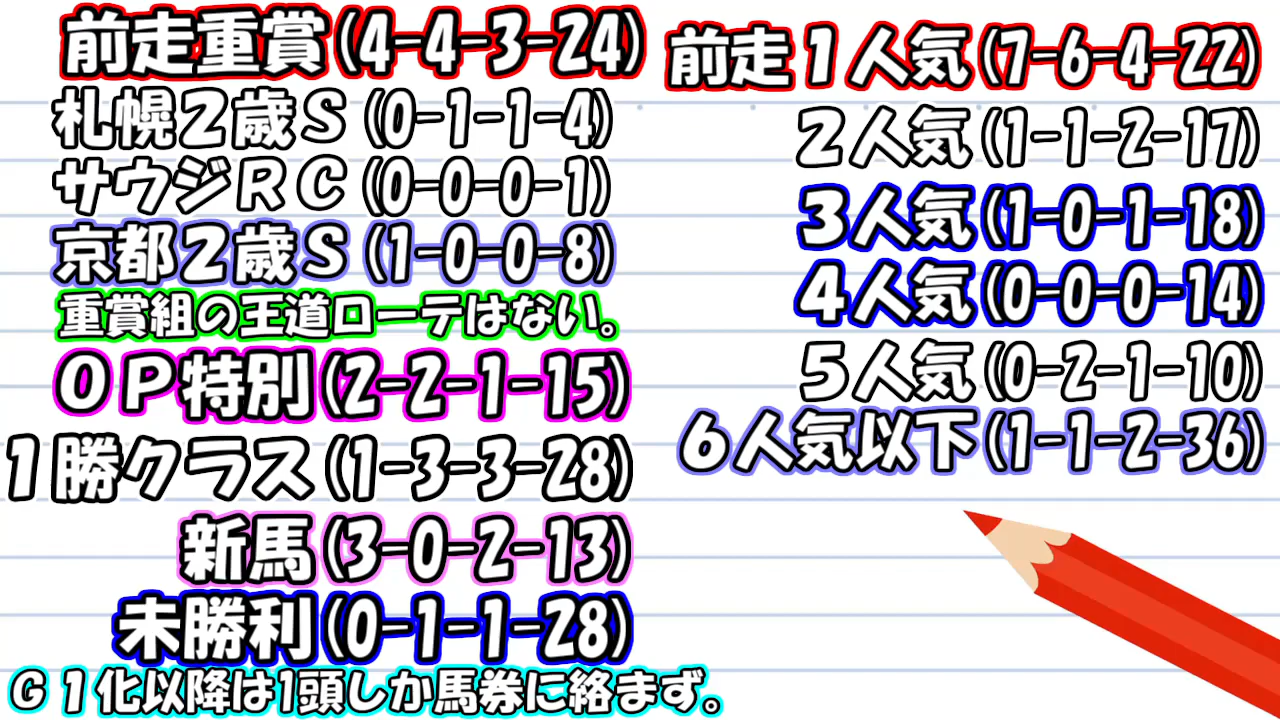 前走重賞(4-4-3-24)
札幌２歳Ｓ(0-1-1-4)
サウジＲＣ(0-0-0-1)
京都２歳Ｓ(1-0-0-8)
重賞組の王道ローテはない。
ＯＰ特別(2-2-1-15)
１勝クラス(1-3-3-28)
新馬(3-0-2-13)
未勝利(0-1-1-28)
Ｇ１化以降は1頭しか馬券に絡まず。
前走１人気(7-6-4-22)
２人気(1-1-2-17)
３人気(1-0-1-18)
４人気(0-0-0-14)
５人気(0-2-1-10)
６人気以下(1-1-2-36)